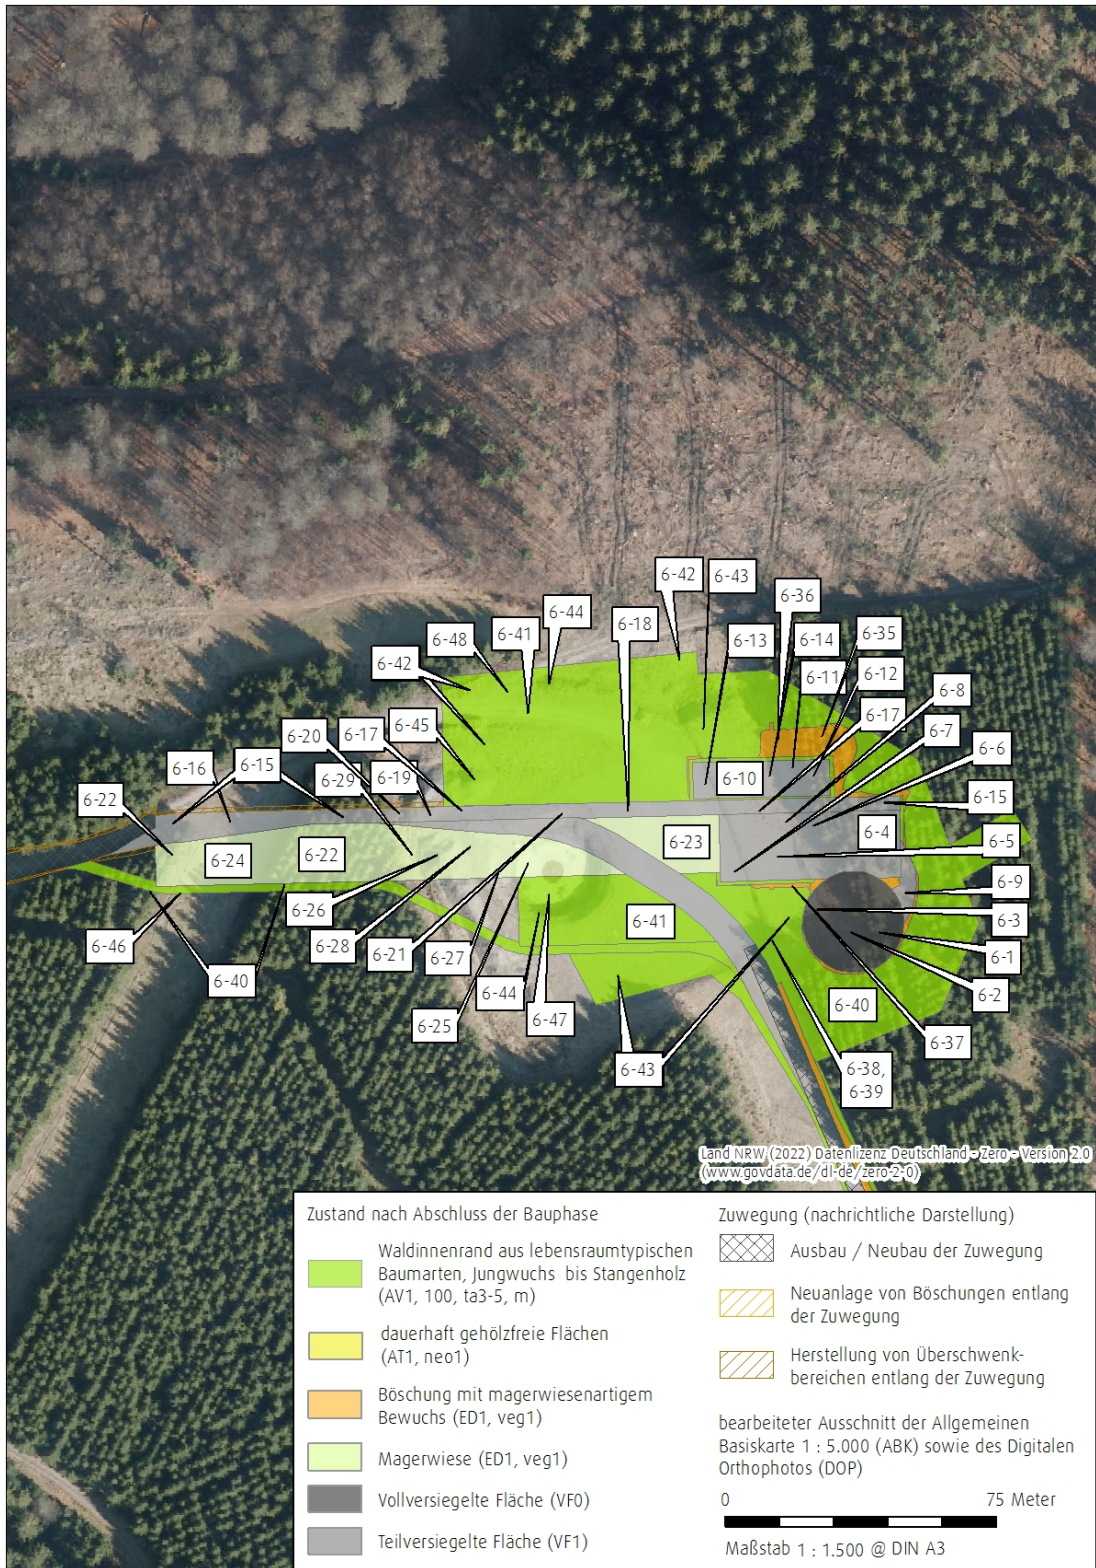 6-42
6-43
6-36
6-44
6-18
6-41
6-13
6-14
6-35
6-48
6-11
6-12
6-42
6-8
6-17
6-45
6-17
6-7
6-20
6-6
6-16
6-15
6-29
6-19
6-10
6-15
6-22
6-4
6-23
6-5
6-24
6-22
6-9
6-26
6-3
6-41
6-46
6-28
6-21
6-27
6-1
6-40
6-44
6-2
6-47
6-40
6-25
6-37
6-43
6-38,
6-39
Land NRW (2022) Datenlizenz Deutschland - Zero - Version 2.0
(www.govdata.de/dl-de/zero-2-0)
Zustand nach Abschluss der Bauphase
Waldinnenrand aus lebensraumtypischen
Baumarten, Jungwuchs bis Stangenholz
(AV1, 100, ta3-5, m)
dauerhaft gehölzfreie Flächen
(AT1, neo1)
Böschung mit magerwiesenartigem
Bewuchs (ED1, veg1)
Magerwiese (ED1, veg1)
Vollversiegelte Fläche (VF0)
Teilversiegelte Fläche (VF1)
Zuwegung (nachrichtliche Darstellung)
Ausbau / Neubau der Zuwegung
Neuanlage von Böschungen entlang
der Zuwegung
Herstellung von Überschwenk-
bereichen entlang der Zuwegung
bearbeiteter Ausschnitt der Allgemeinen
Basiskarte 1 : 5.000 (ABK) sowie des Digitalen
Orthophotos (DOP)
0 75 Meter
Maßstab 1 : 1.500 @ DIN A3